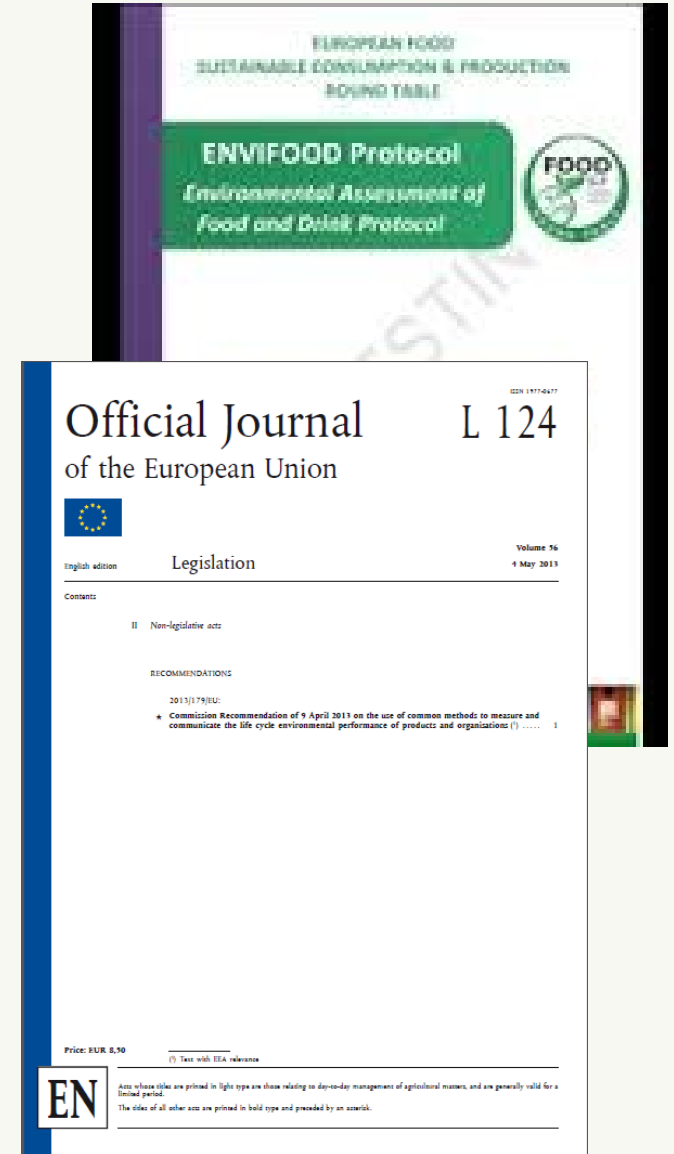 EUROPEAN FOOD
SUSTAINABLE CONSUMPTION & PRODUCTION
ROUND TABLE
ENVIFOOD Protocol
Environmental Assessment of
Food and Drink Protocol
FOOD
ISSN 1977-0677
Official Journal
L 124
of the European Union
Volume 56
English edition
Legislation
4 May 2013
Contents
II Non-legislative acts
RECOMMENDATIONS
2013/179/EU:
★ Commission Recommendation of 9 April 2013 on the use of common methods to measure and
communicate the life cycle environmental performance of products and organisations (¹) ..... 1
Price: EUR 8,50
(¹) Text with EEA relevance
EN
Acts whose titles are printed in light type are those relating to day-to-day management of agricultural matters, and are generally valid for a
limited period.
The titles of all other acts are printed in bold type and preceded by an asterisk.